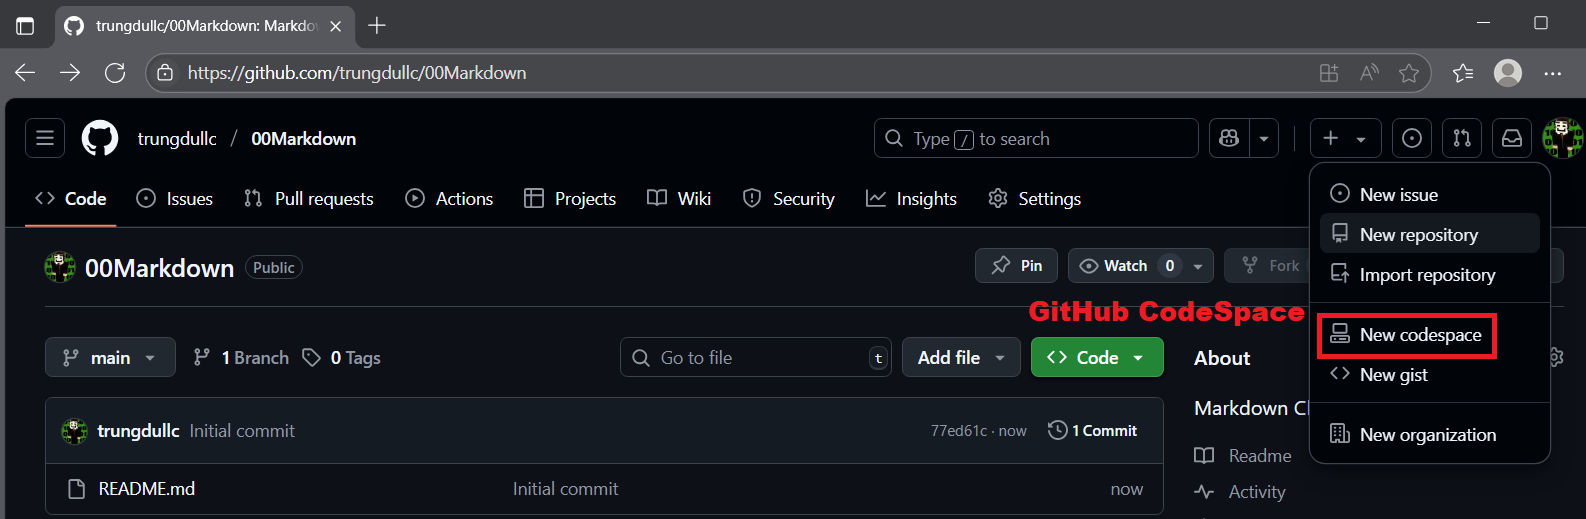 trungdullc/00Markdown: Markdo
https://github.com/trungdullc/00Markdown
trungdullc / 00Markdown
Type / to search
Code Issues Pull requests Actions Projects Wiki Security Insights Settings
New issue
New repository
Import repository
New codespace
New gist
New organization
00Markdown Public
Pin Watch 0 Fork
GitHub CodeSpace
main 1 Branch 0 Tags Go to file t Add file Code
About
trungdullc Initial commit 77ed61c · now 1 Commit
Markdown
README.md Initial commit now
Readme
Activity